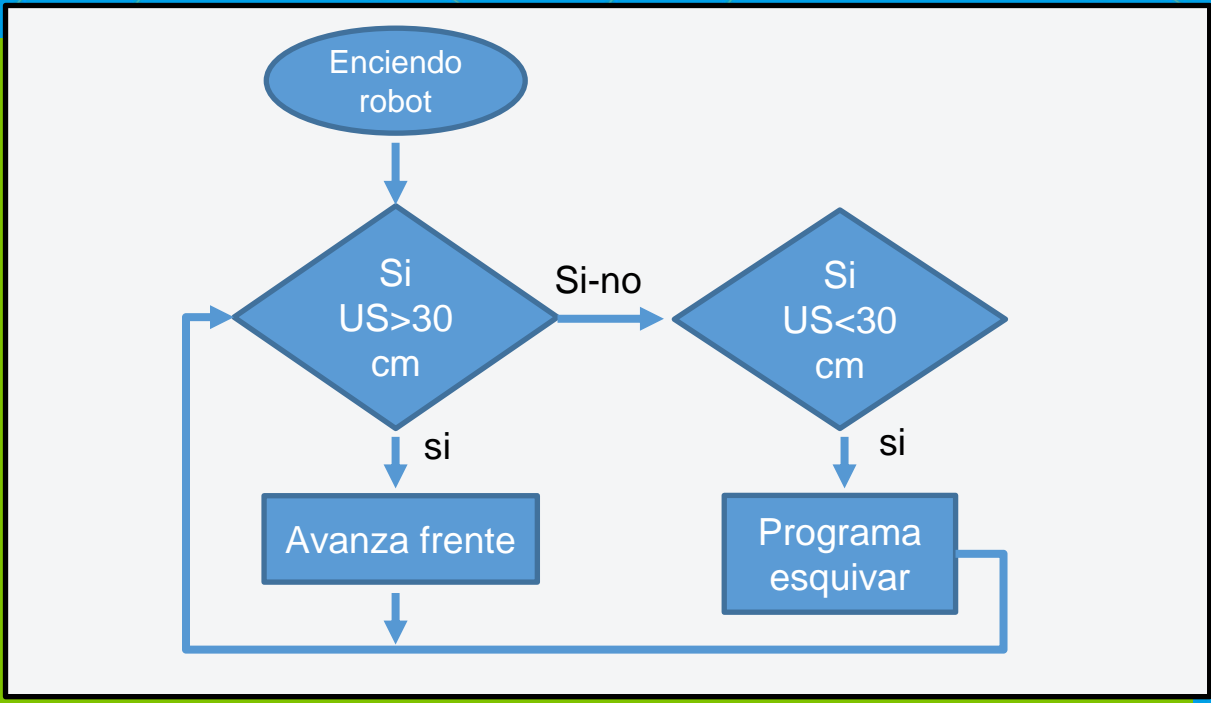 Enciendo
robot
Si
US>30
cm
Si-no
Si
US<30
cm
si
si
Avanza frente
Programa
esquivar